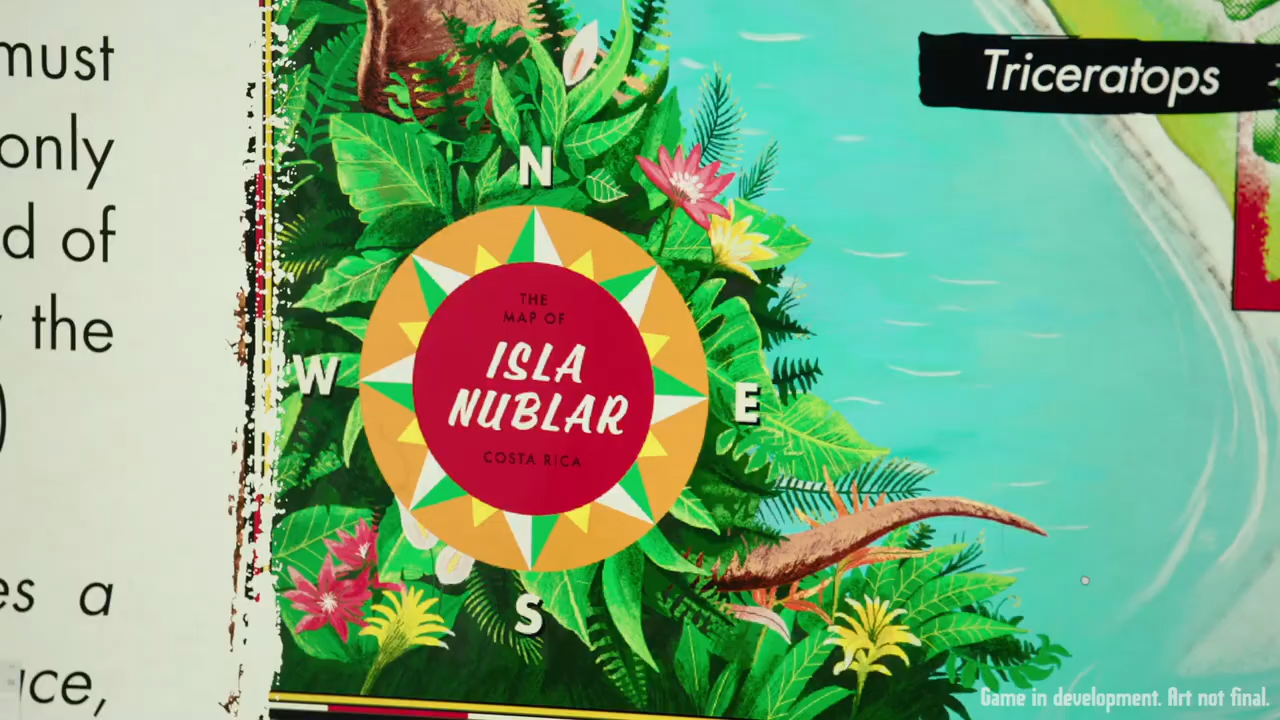 must
only
d of
the
es a
ce,
N
W
E
S
THE
MAP OF
ISLA
NUBLAR
COSTA RICA
Triceratops
Game in development. Art not final.